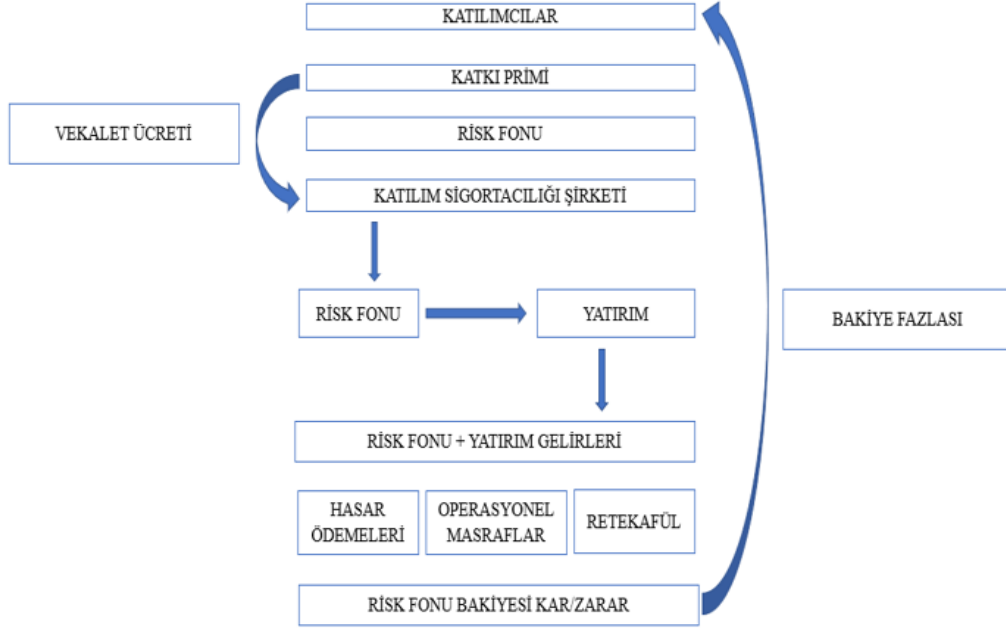 KATILIMCILAR
KATKI PRİMİ
VEKALET ÜCRETİ
RİSK FONU
KATILIM SİGORTACILIĞI ŞİRKETİ
RİSK FONU
YATIRIM
BAKİYE FAZLASI
RİSK FONU + YATIRIM GELİRLERİ
HASAR
ÖDEMELERİ
OPERASYONEL
MASRAFLAR
RETEKAFÜL
RİSK FONU BAKİYESİ KAR/ZARAR